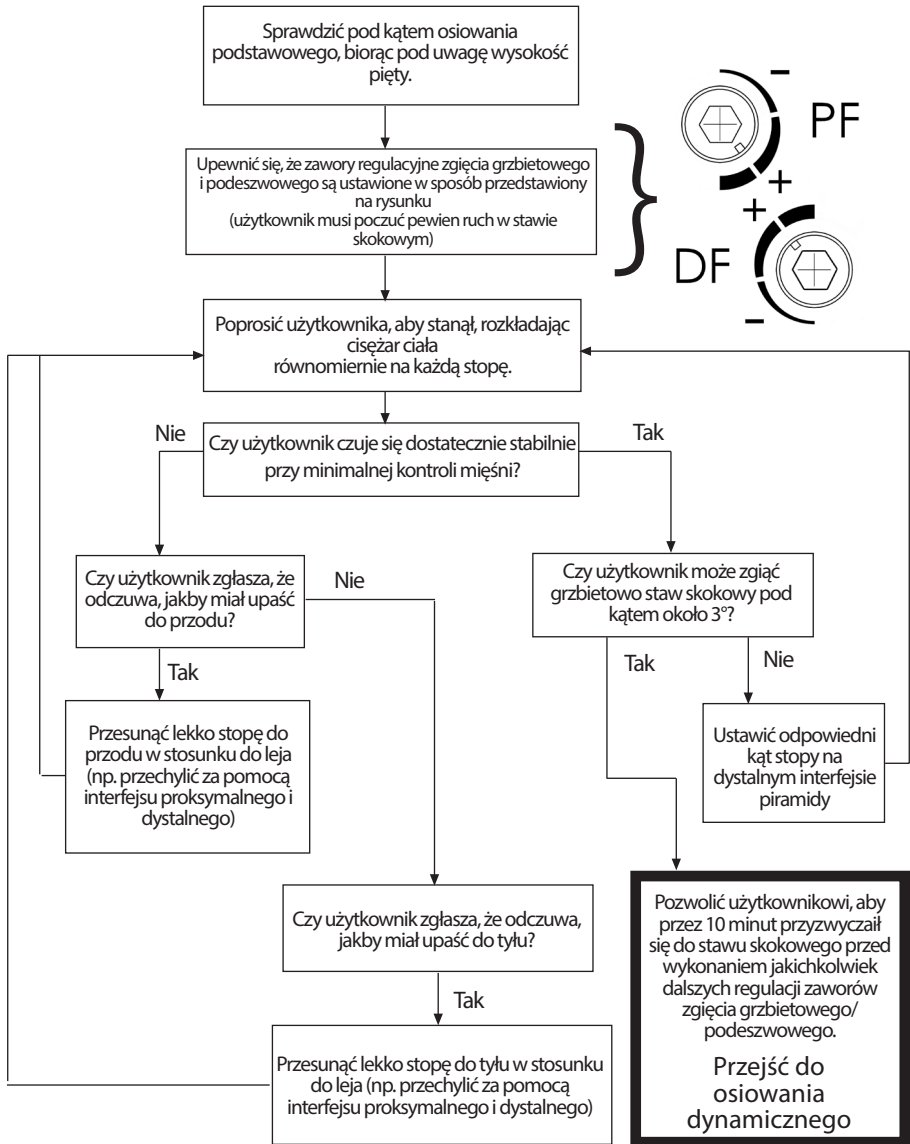 Sprawdzić pod kątem osiowania
podstawowego, biorąc pod uwagę wysokość
pięty.
-
PF
+
Upewnić się, że zawory regulacyjne zgięcia grzbietowego
i podeszwowego są ustawione w sposób przedstawiony
na rysunku
(użytkownik musi poczuć pewien ruch w stawie
skokowym)
+
DF
-
Poprosić użytkownika, aby stanął, rozkładając
cisężar ciała
równomiernie na każdą stopę.
Nie
Czy użytkownik czuje się dostatecznie stabilnie
przy minimalnej kontroli mięśni?
Tak
Czy użytkownik zgłasza, że
odczuwa, jakby miał upaść
do przodu?
Nie
Czy użytkownik może zgiąć
grzbietowo staw skokowy pod
kątem około 3°?
Tak
Tak
Nie
Przesunąć lekko stopę do
przodu w stosunku do leja
(np. przechylić za pomocą
interfejsu proksymalnego i
dystalnego)
Ustawić odpowiedni
kąt stopy na
dystalnym interfejsie
piramidy
Czy użytkownik zgłasza, że odczuwa,
jakby miał upaść do tyłu?
Tak
Przesunąć lekko stopę do tyłu w stosunku
do leja (np. przechylić za pomocą
interfejsu proksymalnego i dystalnego)
Pozwolić użytkownikowi, aby
przez 10 minut przyzwyczaił
się do stawu skokowego przed
wykonaniem jakichkolwiek
dalszych regulacji zaworów
zgięcia grzbietowego/
podeszwowego.
Przejść do
osiowania
dynamicznego